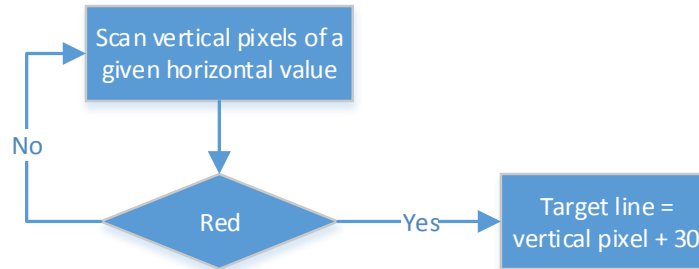 Scan vertical pixels of a
given horizontal value
No
Red
Yes
Target line =
vertical pixel + 30